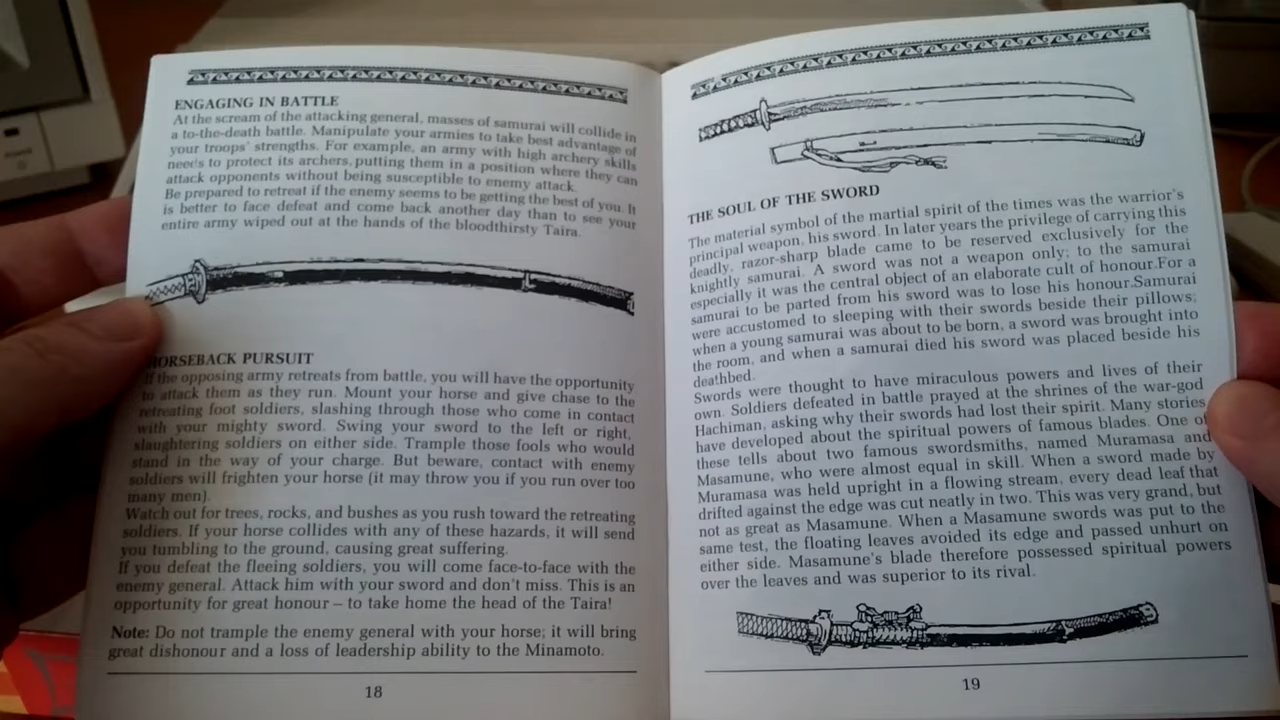 ENGAGING IN BATTLE
At the scream of the attacking general, masses of samurai will collide in
a to-the-death battle. Manipulate your armies to take best advantage of
your troops' strengths. For example, an army with high archery skills
needs to protect its archers, putting them in a position where they can
attack opponents without being susceptible to enemy attack.
Be prepared to retreat if the enemy seems to be getting the best of you. It
is better to face defeat and come back another day than to see your
entire army wiped out at the hands of the bloodthirsty Taira.
HORSEBACK PURSUIT
If the opposing army retreats from battle, you will have the opportunity
to attack them as they run. Mount your horse and give chase to the
retreating foot soldiers, slashing through those who come in contact
with your mighty sword. Swing your sword to the left or right,
slaughtering soldiers on either side. Trample those fools who would
stand in the way of your charge. But beware, contact with enemy
soldiers will frighten your horse (it may throw you if you run over too
many men).
Watch out for trees, rocks, and bushes as you rush toward the retreating
soldiers. If your horse collides with any of these hazards, it will send
you tumbling to the ground, causing great suffering.
If you defeat the fleeing soldiers, you will come face-to-face with the
enemy general. Attack him with your sword and don't miss. This is an
opportunity for great honour – to take home the head of the Taira!
Note: Do not trample the enemy general with your horse; it will bring
great dishonour and a loss of leadership ability to the Minamoto.
18
THE SOUL OF THE SWORD
The material symbol of the martial spirit of the times was the warrior's
principal weapon, his sword. In later years the privilege of carrying this
deadly, razor-sharp blade came to be reserved exclusively for the
knightly samurai. A sword was not a weapon only; to the samurai
especially it was the central object of an elaborate cult of honour.For a
samurai to be parted from his sword was to lose his honour.Samurai
were accustomed to sleeping with their swords beside their pillows;
when a young samurai was about to be born, a sword was brought into
the room, and when a samurai died his sword was placed beside his
deathbed.
Swords were thought to have miraculous powers and lives of their
own. Soldiers defeated in battle prayed at the shrines of the war-god
Hachiman, asking why their swords had lost their spirit. Many stories
have developed about the spiritual powers of famous blades. One of
these tells about two famous swordsmiths, named Muramasa and
Masamune, who were almost equal in skill. When a sword made by
Muramasa was held upright in a flowing stream, every dead leaf that
drifted against the edge was cut neatly in two. This was very grand, but
not as great as Masamune. When a Masamune swords was put to the
same test, the floating leaves avoided its edge and passed unhurt on
either side. Masamune's blade therefore possessed spiritual powers
over the leaves and was superior to its rival.
19